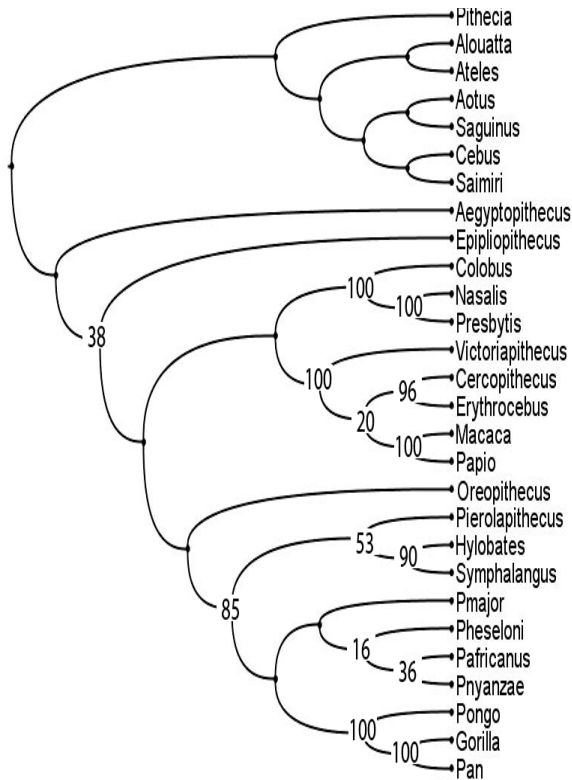 Pithecia
Alouatta
Ateles
Aotus
Saguinus
Cebus
Saimiri
Aegyptopithecus
Epipliopithecus
38
Colobus
100
Nasalis
100
Presbytis
Victoriapithecus
100
Cercopithecus
96
Erythrocebus
20
Macaca
100
Papio
Oreopithecus
Pierolapithecus
53
Hylobates
90
Symphalangus
85
Pmajor
Pheseloni
16
Pafricanus
36
Pnyanzae
Pongo
100
Gorilla
100
Pan